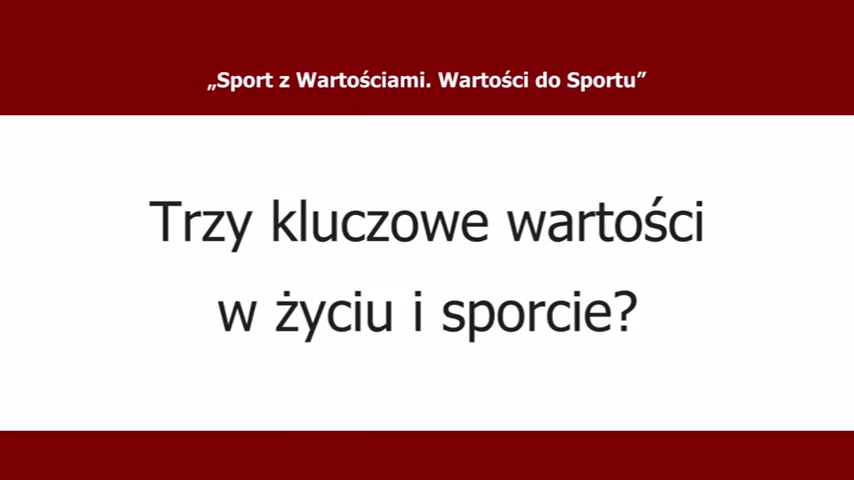 „Sport z Wartościami. Wartości do Sportu”
Trzy kluczowe wartości
w życiu i sporcie?